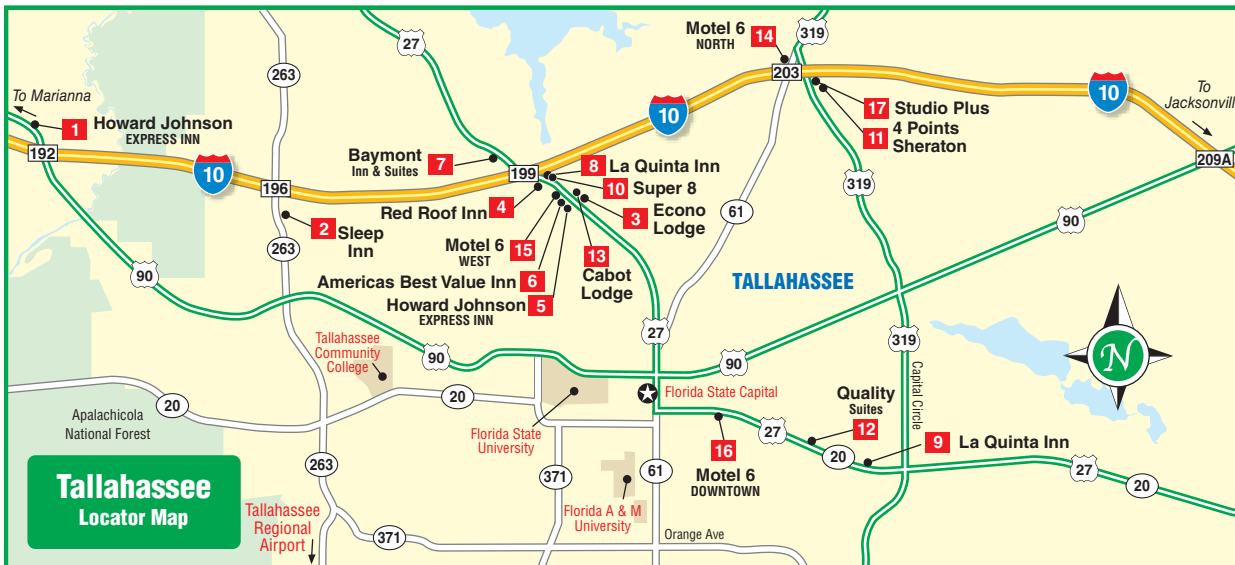 27
263
Motel 6
NORTH
14
319
203
10
10
To Marianna
1
Howard Johnson
EXPRESS INN
192
10
196
Baymont
Inn & Suites
7
199
8
La Quinta Inn
10
Super 8
17
Studio Plus
11
4 Points
Sheraton
To
Jacksonvill
209A
Red Roof Inn
4
3
Econo
Lodge
319
61
90
2
Sleep
Inn
263
Motel 6
WEST
15
13
Cabot
Lodge
Americas Best Value Inn
6
Howard Johnson
EXPRESS INN
5
90
TALLAHASSEE
27
319
N
Tallahassee
Community
College
90
90
Capital Circle
20
20
Florida State Capital
Apalachicola
National Forest
Florida State
University
Quality
Suites
12
27
20
9
La Quinta Inn
16
Motel 6
DOWNTOWN
263
371
61
27
20
Tallahassee
Locator Map
Florida A & M
University
Tallahassee
Regional
Airport
371
Orange Ave